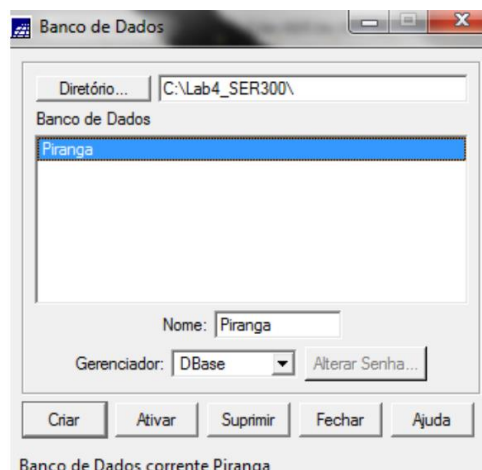 Banco de Dados
Diretório... C:\Lab4_SER300\
Banco de Dados
Piranga
Nome: Piranga
Gerenciador: DBase Alterar Senha...
Criar Ativar Suprimir Fechar Ajuda
Banco de Dados corrente Piranga